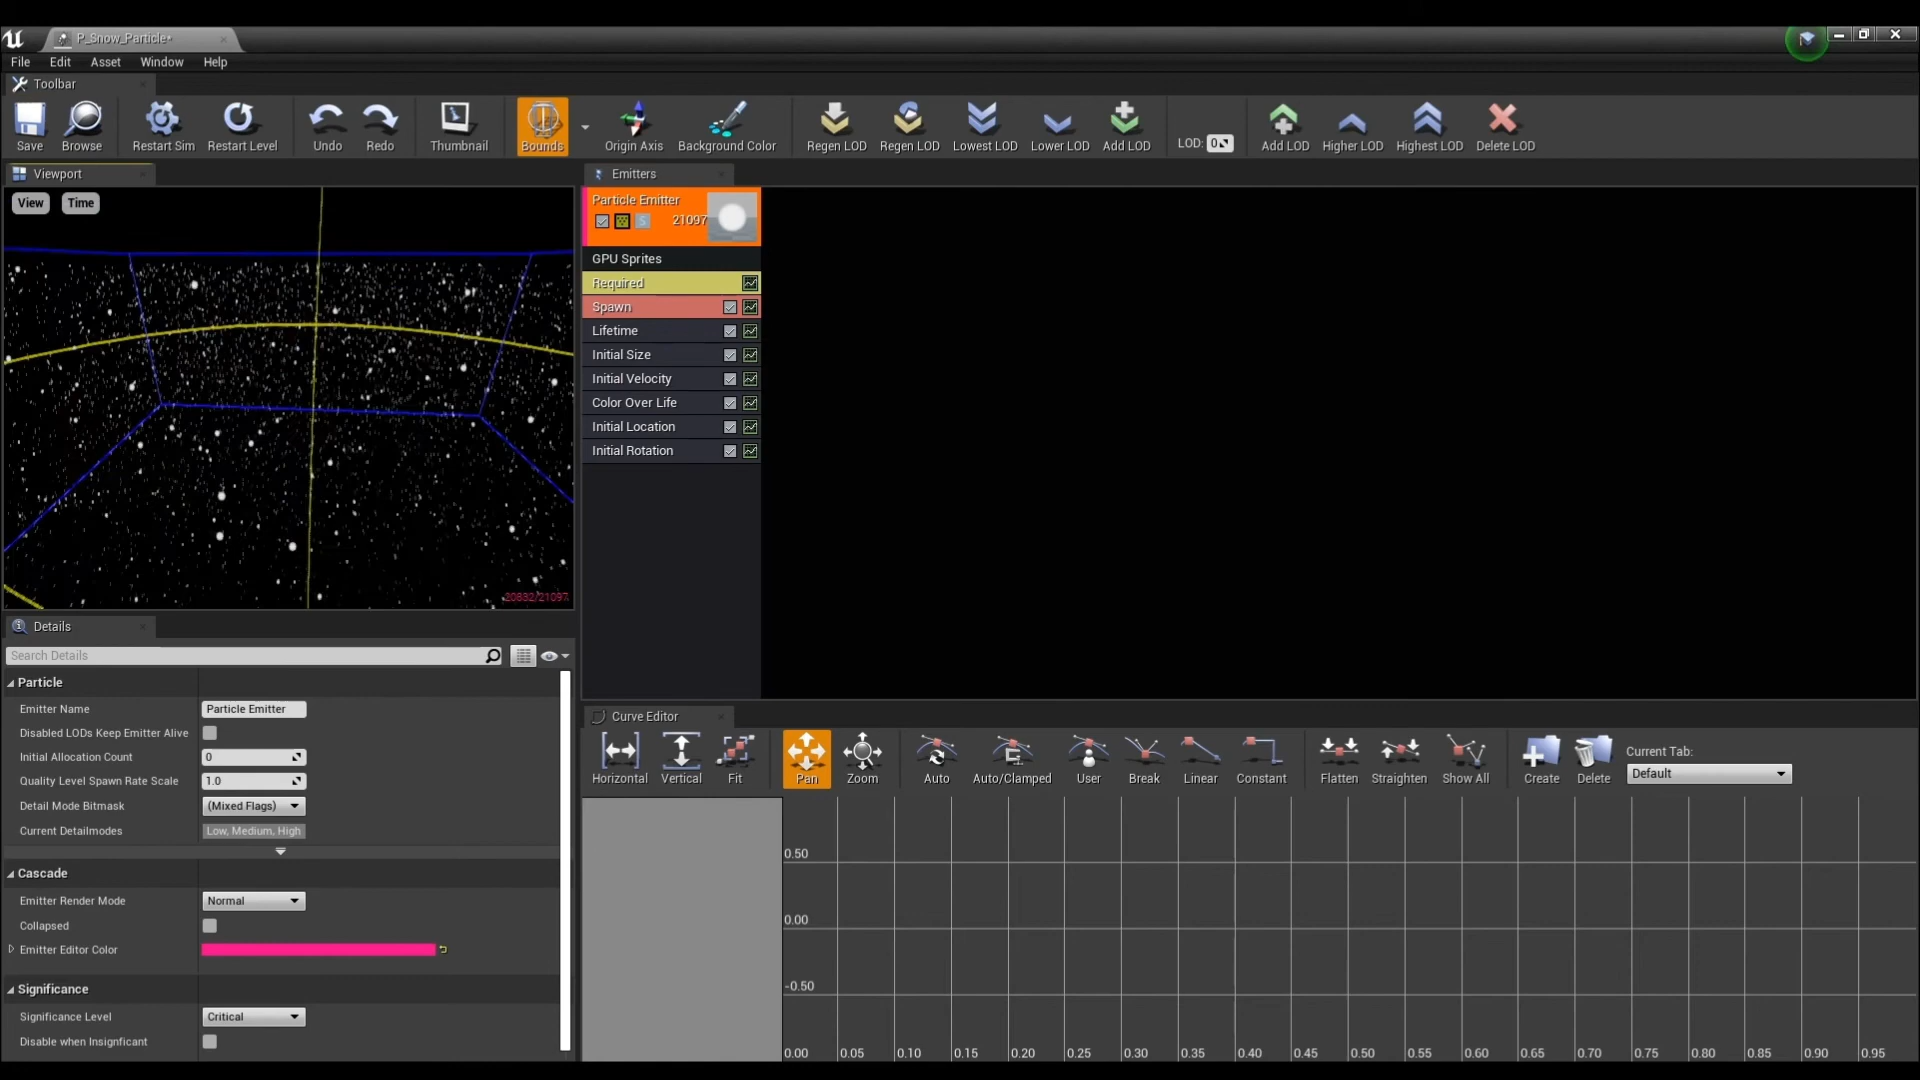 P_Snow_Particle*
File Edit Asset Window Help
Toolbar
Save Browse Restart Sim Restart Level Undo Redo Thumbnail Bounds Origin Axis Background Color Regen LOD Regen LOD Lowest LOD Lower LOD Add LOD LOD: 0 Add LOD Higher LOD Highest LOD Delete LOD
Viewport
View Time
20832/21097
Emitters
Particle Emitter
S 21097
GPU Sprites
Required
Spawn
Lifetime
Initial Size
Initial Velocity
Color Over Life
Initial Location
Initial Rotation
Details
Search Details
Particle
Emitter Name Particle Emitter
Disabled LODs Keep Emitter Alive
Initial Allocation Count 0
Quality Level Spawn Rate Scale 1.0
Detail Mode Bitmask (Mixed Flags)
Current Detailmodes Low, Medium, High
Cascade
Emitter Render Mode Normal
Collapsed
Emitter Editor Color
Significance
Significance Level Critical
Disable when Insignficant
Curve Editor
Horizontal Vertical Fit Pan Zoom Auto Auto/Clamped User Break Linear Constant Flatten Straighten Show All Create Delete
Current Tab:
Default
0.50
0.00
-0.50
0.00 0.05 0.10 0.15 0.20 0.25 0.30 0.35 0.40 0.45 0.50 0.55 0.60 0.65 0.70 0.75 0.80 0.85 0.90 0.95